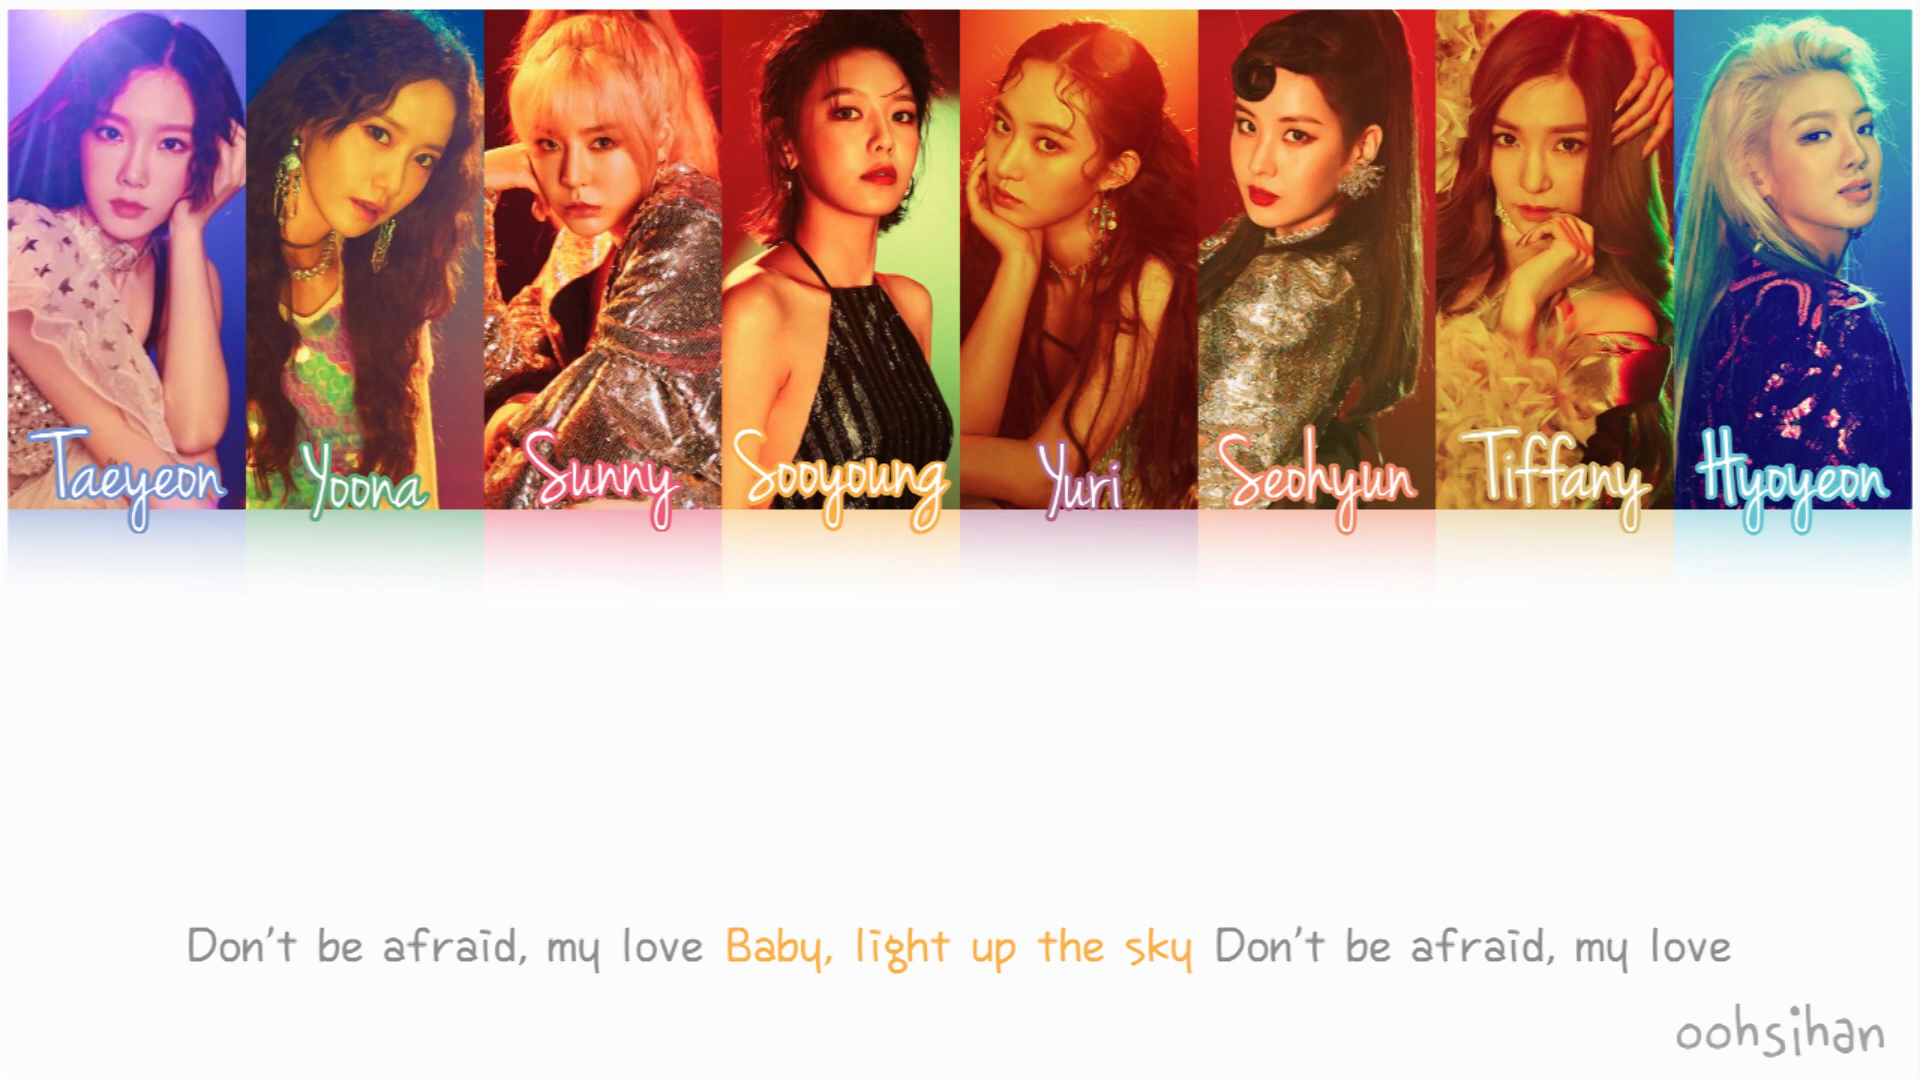 Taeyeon Yoona Sunny Sooyoung Yuri Seohyun Tiffany Hyoyeon
Don't be afraid, my love Baby, light up the sky Don't be afraid, my love
oohsihan